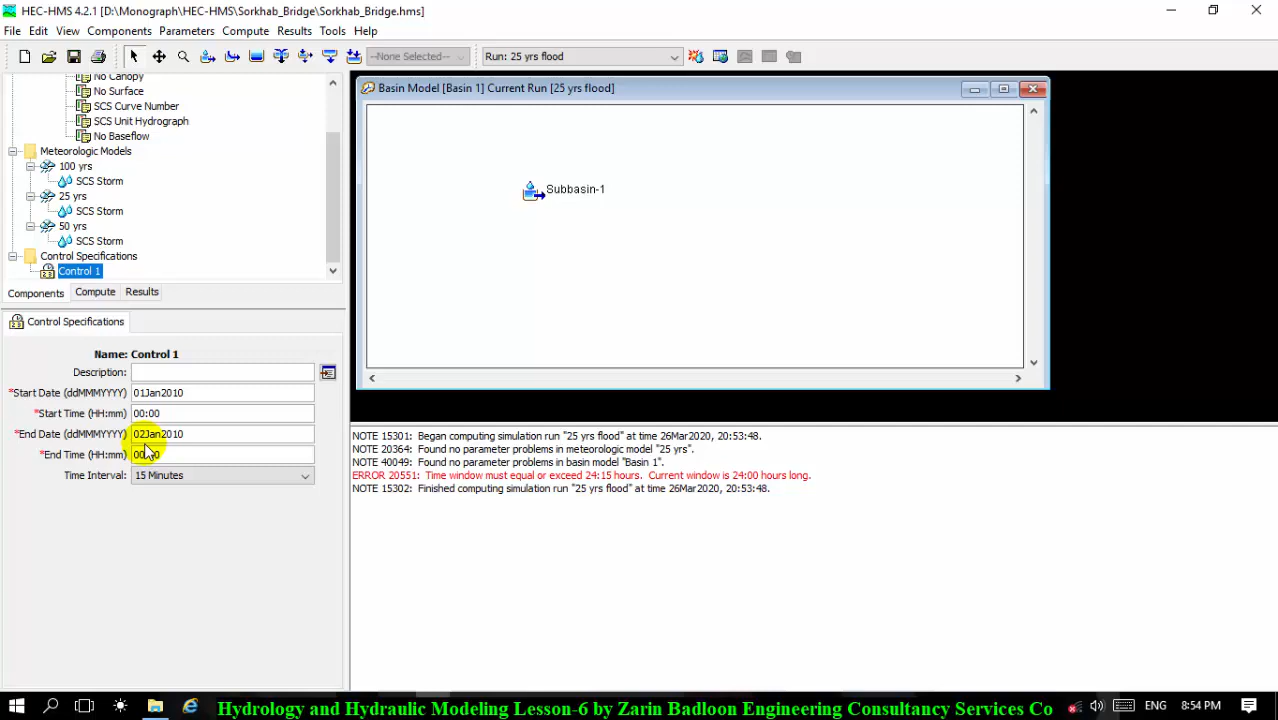 HEC-HMS 4.2.1 [D:\Monograph\HEC-HMS\Sorkhab_Bridge\Sorkhab_Bridge.hms]
File Edit View Components Parameters Compute Results Tools Help
--None Selected-- Run: 25 yrs flood
No Canopy
No Surface
SCS Curve Number
SCS Unit Hydrograph
No Baseflow
Meteorologic Models
100 yrs
SCS Storm
25 yrs
SCS Storm
50 yrs
SCS Storm
Control Specifications
Control 1
Components Compute Results
Control Specifications
Name: Control 1
Description:
*Start Date (ddMMMYYYY) 01Jan2010
*Start Time (HH:mm) 00:00
*End Date (ddMMMYYYY) 02Jan2010
*End Time (HH:mm)
Time Interval: 15 Minutes
Basin Model [Basin 1] Current Run [25 yrs flood]
Subbasin-1
NOTE 15301: Began computing simulation run "25 yrs flood" at time 26Mar2020, 20:53:48.
NOTE 20364: Found no parameter problems in meteorologic model "25 yrs".
NOTE 40049: Found no parameter problems in basin model "Basin 1".
ERROR 20551: Time window must equal or exceed 24:15 hours. Current window is 24:00 hours long.
NOTE 15302: Finished computing simulation run "25 yrs flood" at time 26Mar2020, 20:53:48.
Hydrology and Hydraulic Modeling Lesson-6 by Zarin Badloon Engineering Consultancy Services Co
ENG 8:54 PM